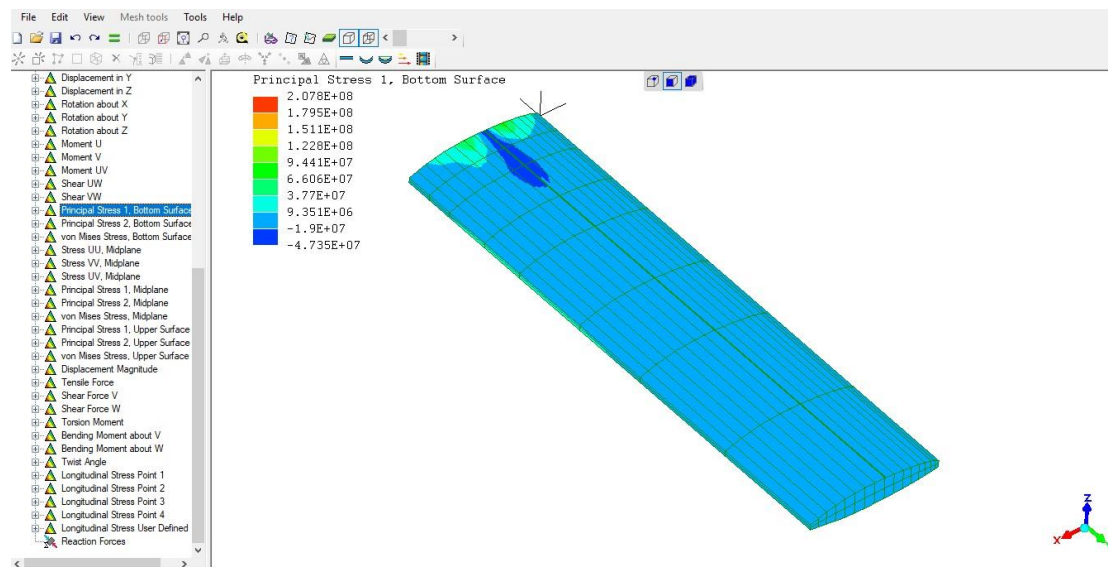 File Edit View Mesh tools Tools Help
Displacement in Y
Displacement in Z
Rotation about X
Rotation about Y
Rotation about Z
Moment U
Moment V
Moment UV
Shear UW
Shear VW
Principal Stress 1, Bottom Surface
Principal Stress 2, Bottom Surface
von Mises Stress, Bottom Surface
Stress UU, Midplane
Stress VV, Midplane
Stress UV, Midplane
Principal Stress 1, Midplane
Principal Stress 2, Midplane
von Mises Stress, Midplane
Principal Stress 1, Upper Surface
Principal Stress 2, Upper Surface
von Mises Stress, Upper Surface
Displacement Magnitude
Tensile Force
Shear Force V
Shear Force W
Torsion Moment
Bending Moment about V
Bending Moment about W
Twist Angle
Longitudinal Stress Point 1
Longitudinal Stress Point 2
Longitudinal Stress Point 3
Longitudinal Stress Point 4
Longitudinal Stress User Defined
Reaction Forces
Principal Stress 1, Bottom Surface
2.078E+08
1.795E+08
1.511E+08
1.228E+08
9.441E+07
6.606E+07
3.77E+07
9.351E+06
-1.9E+07
-4.735E+07
Z
X